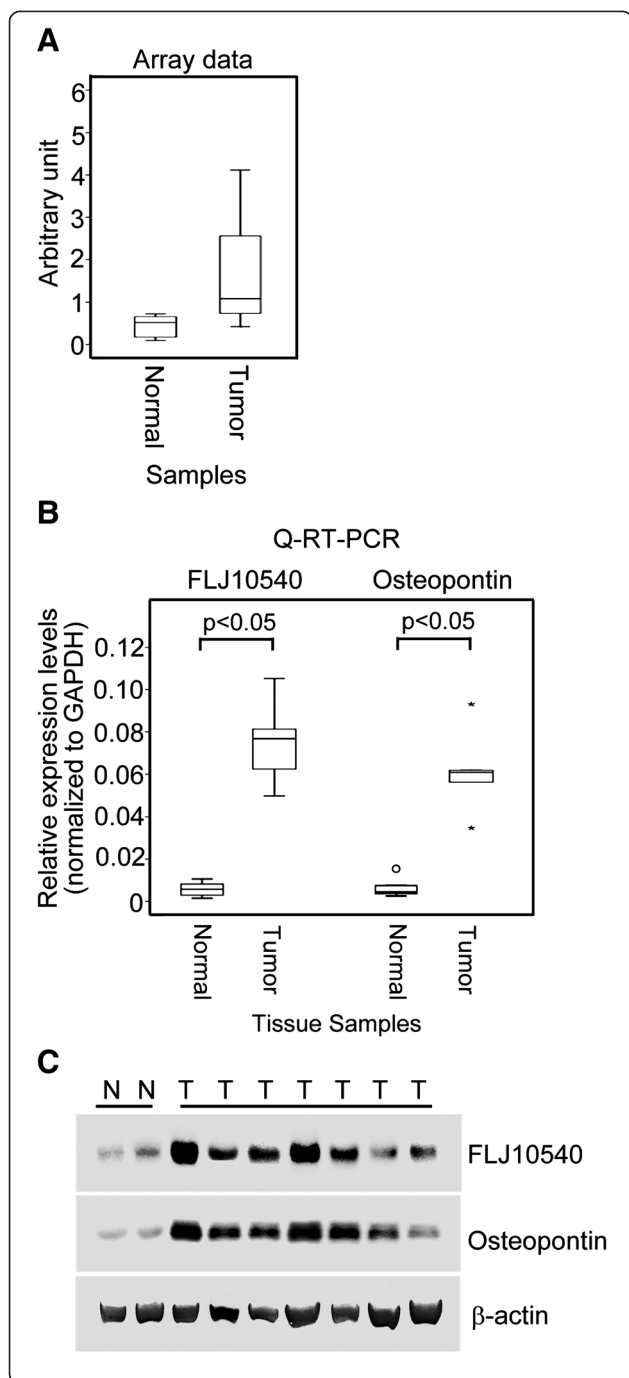 A
Array data
Arbitrary unit
6
5
4
3
2
1
0
Normal
Tumor
Samples
B
Q-RT-PCR
FLJ10540
Osteopontin
p<0.05
p<0.05
Relative expression levels
(normalized to GAPDH)
0.12
0.10
0.08
0.06
0.04
0.02
0
Normal
Tumor
Normal
Tumor
Tissue Samples
C
N N T T T T T T T
FLJ10540
Osteopontin
β-actin